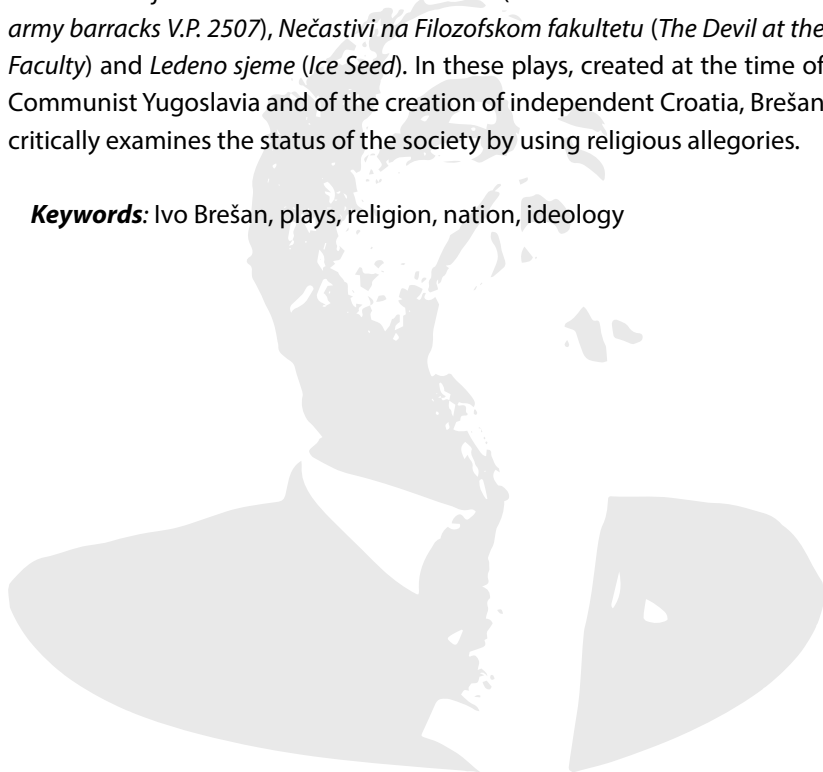 army barracks V.P. 2507), Nečastivi na Filozofskom fakultetu (The Devil at the
Faculty) and Ledeno sjeme (Ice Seed). In these plays, created at the time of
Communist Yugoslavia and of the creation of independent Croatia, Brešan
critically examines the status of the society by using religious allegories.
Keywords: Ivo Brešan, plays, religion, nation, ideology